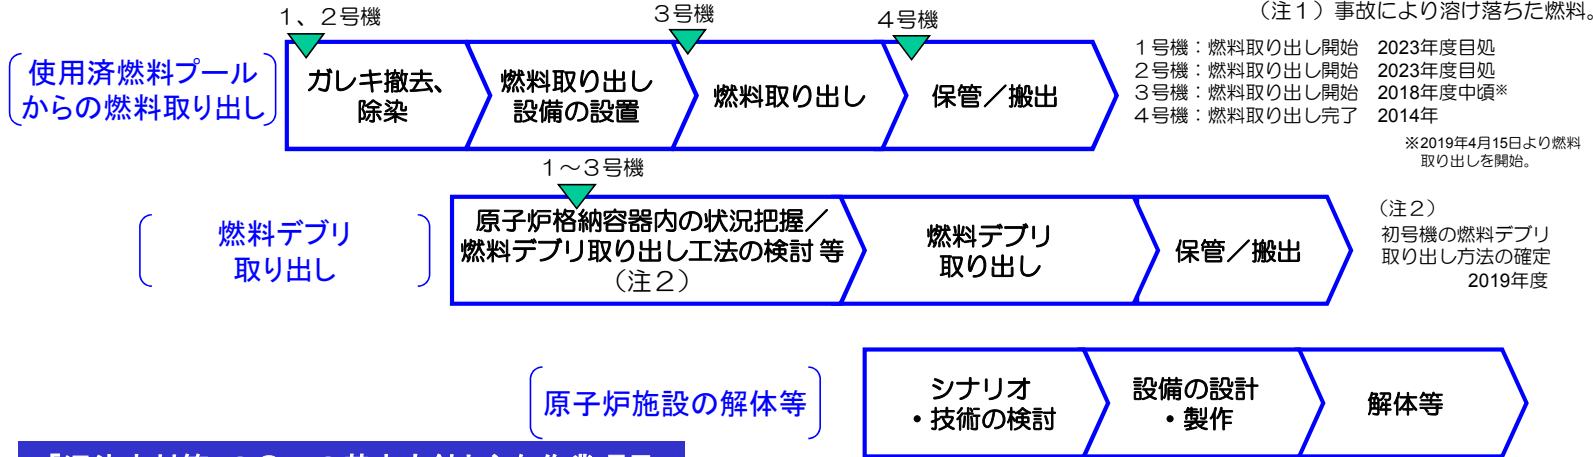 （注１）事故により溶け落ちた燃料。
１、２号機
３号機
４号機
使用済燃料プール
からの燃料取り出し
ガレキ撤去、
除染
燃料取り出し
設備の設置
燃料取り出し
保管／搬出
１号機：燃料取り出し開始　2023年度目処
２号機：燃料取り出し開始　2023年度目処
３号機：燃料取り出し開始　2018年度中頃※
４号機：燃料取り出し完了　2014年
※2019年4月15日より燃料
取り出しを開始。
１～３号機
燃料デブリ
取り出し
原子炉格納容器内の状況把握／
燃料デブリ取り出し工法の検討 等
（注２）
燃料デブリ
取り出し
保管／搬出
（注２）
初号機の燃料デブリ
取り出し方法の確定
2019年度
原子炉施設の解体等
シナリオ
・技術の検討
設備の設計
・製作
解体等